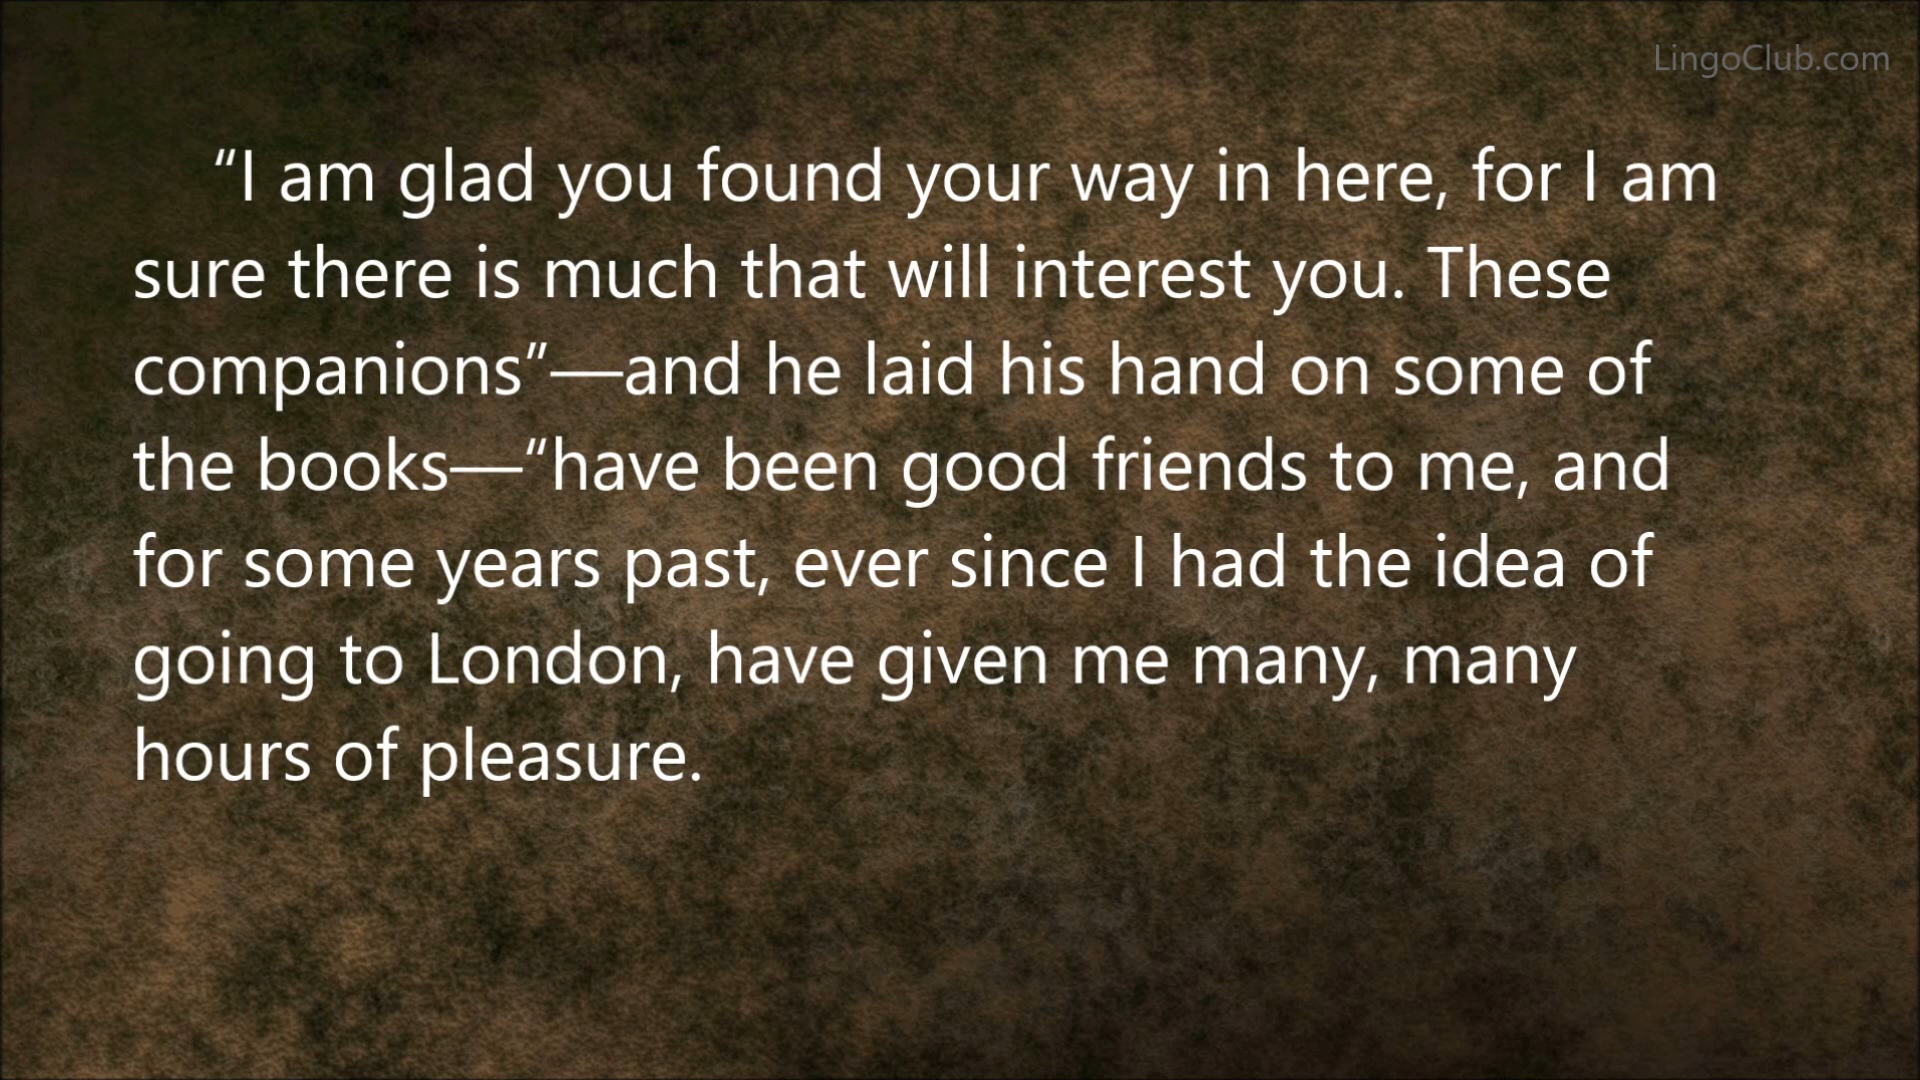 LingoClub.com
“I am glad you found your way in here, for I am
sure there is much that will interest you. These
companions”—and he laid his hand on some of
the books—“have been good friends to me, and
for some years past, ever since I had the idea of
going to London, have given me many, many
hours of pleasure.